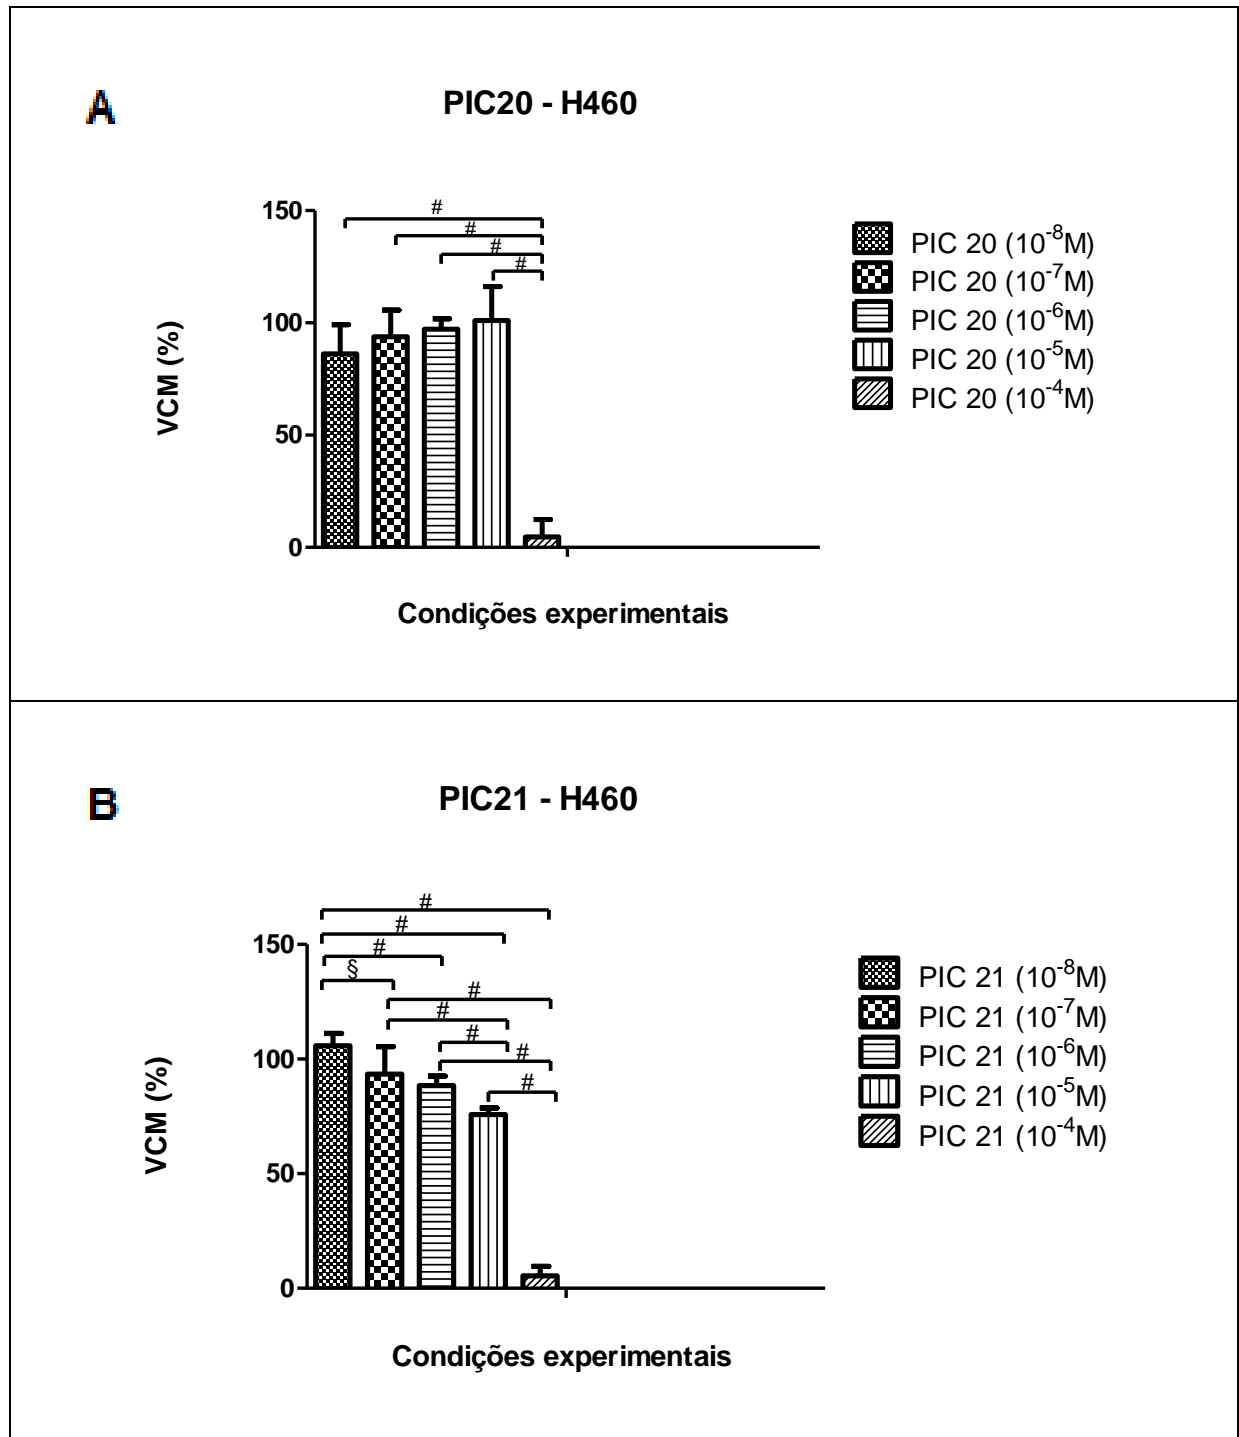 A
PIC20 - H460
150
100
50
0
VCM (%)
#
#
#
#
Condições experimentais
PIC 20 (10⁻⁸M)
PIC 20 (10⁻⁷M)
PIC 20 (10⁻⁶M)
PIC 20 (10⁻⁵M)
PIC 20 (10⁻⁴M)
B
PIC21 - H460
150
100
50
0
VCM (%)
#
#
#
§
#
#
#
#
#
Condições experimentais
PIC 21 (10⁻⁸M)
PIC 21 (10⁻⁷M)
PIC 21 (10⁻⁶M)
PIC 21 (10⁻⁵M)
PIC 21 (10⁻⁴M)